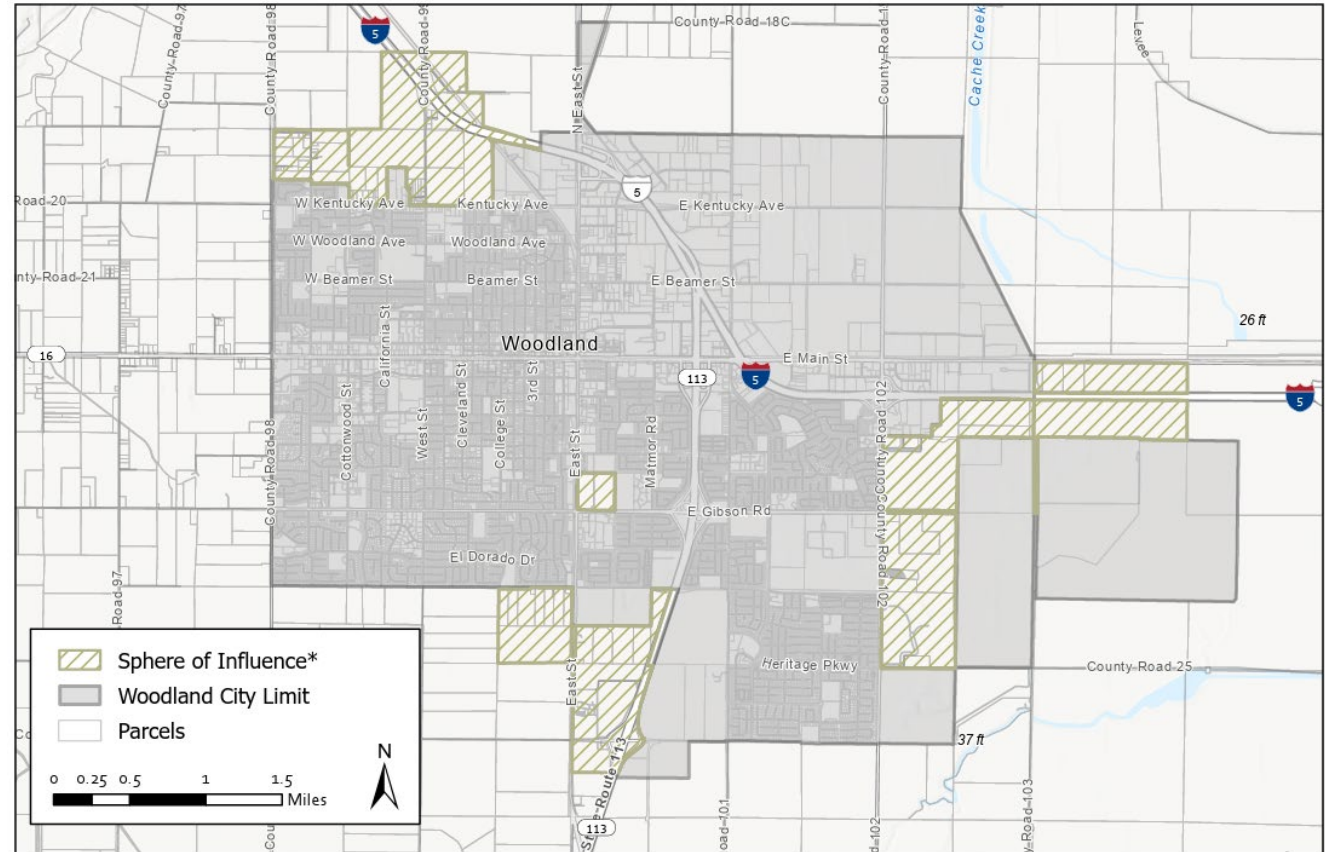 County Road 18C
5
County Road 97
County Road 98
County Road 99
N East St
County Road 1
Cache Creek
Levee
5
Road 20
W Kentucky Ave
Kentucky Ave
E Kentucky Ave
W Woodland Ave
Woodland Ave
nty Road 21
W Beamer St
Beamer St
E Beamer St
26 ft
Woodland
16
E Main St
113
5
5
California St
Cottonwood St
West St
Cleveland St
College St
3rd St
East St
Matmor Rd
County Road 102
County Road 98
E Gibson Rd
County Road 102
El Dorado Dr
Road 97
East St
Heritage Pkwy
County Road 25
37 ft
Sphere of Influence*
Woodland City Limit
Parcels
N
0 0.25 0.5 1 1.5
Miles
Co
Cou
State Route 113
113
oad 101
d 102
y Road 103